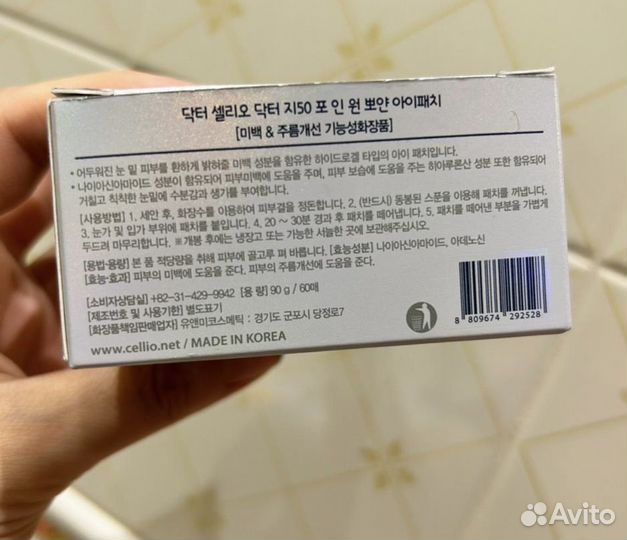 닥터 셀리오 닥터 지50 포 인 원 뽀얀 아이패치
[미백 & 주름개선 기능성화장품]
• 어두워진 눈 밑 피부를 환하게 밝혀줄 미백 성분을 함유한 하이드로겔 타입의 아이 패치입니다.
• 나이아신아마이드 성분이 함유되어 피부미백에 도움을 주며, 피부 보습에 도움을 주는 히아루론산 성분 또한 함유되어
거칠고 칙칙한 눈밑에 수분감과 생기를 부여합니다.
[사용방법] 1. 세안 후, 화장수를 이용하여 피부결을 정돈합니다. 2. (반드시) 동봉된 스푼을 이용해 패치를 꺼냅니다.
3. 눈가 및 입가 부위에 패치를 붙입니다. 4. 20 ~ 30분 경과 후 패치를 떼어냅니다. 5. 패치를 떼어낸 부분을 가볍게
두드려 마무리합니다. ※개봉 후에는 냉장고 또는 가능한 서늘한 곳에 보관해주십시오.
[용법·용량] 본 품 적당량을 취해 피부에 골고루 펴 바릅니다. [효능성분] 나이아신아마이드, 아데노신
[효능·효과] 피부의 미백에 도움을 준다. 피부의 주름개선에 도움을 준다.
[소비자상담실] +82-31-429-9942 [용 량] 90 g / 60매
[제조번호 및 사용기한] 별도표기
[화장품책임판매업자] 유앤미코스메틱 : 경기도 군포시 당정로7
www.cellio.net / MADE IN KOREA
8 809674 292528
Avito